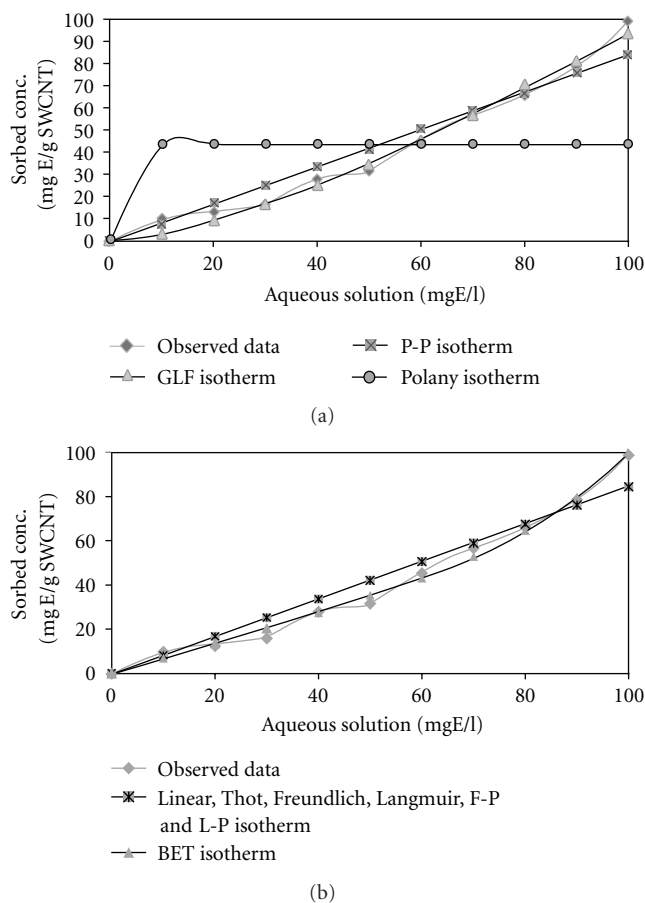 100
90
80
70
60
50
40
30
20
10
0
Sorbed conc.
(mg E/g SWCNT)
0 20 40 60 80 100
Aqueous solution (mgE/l)
Observed data
P-P isotherm
GLF isotherm
Polany isotherm
(a)
100
80
60
40
20
0
Sorbed conc.
(mg E/g SWCNT)
0 20 40 60 80 100
Aqueous solution (mgE/l)
Observed data
Linear, Thot, Freundlich, Langmuir, F-P
and L-P isotherm
BET isotherm
(b)